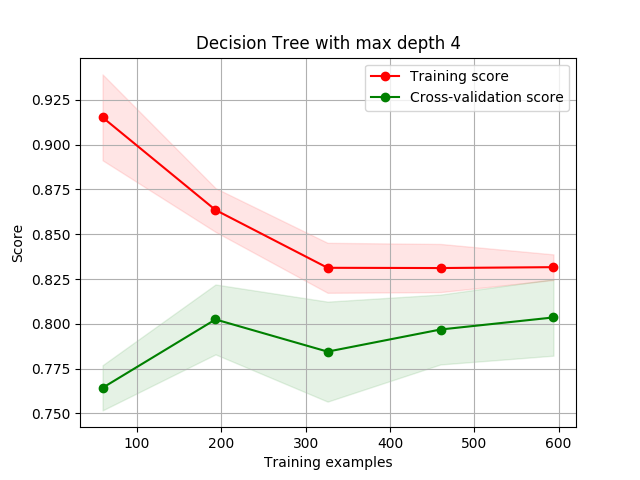 Decision Tree with max depth 4
Training score
Cross-validation score
0.925
0.900
0.875
0.850
0.825
0.800
0.775
0.750
Score
100 200 300 400 500 600
Training examples